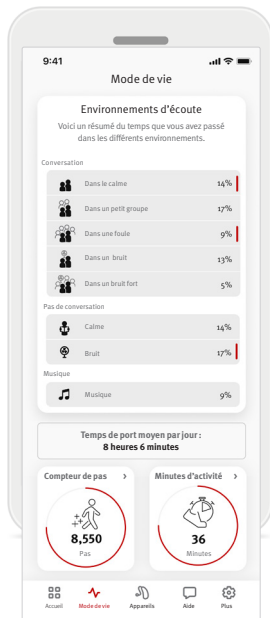 9:41
Mode de vie
Environnements d'écoute
Voici un résumé du temps que vous avez passé
dans les différents environnements.
Conversation
Dans le calme 14%
Dans un petit groupe 17%
Dans une foule 9%
Dans un bruit 13%
Dans un bruit fort 5%
Pas de conversation
Calme 14%
Bruit 17%
Musique
Musique 9%
Temps de port moyen par jour :
8 heures 6 minutes
Compteur de pas >
8,550
Pas
Minutes d'activité >
36
Minutes
Accueil Mode de vie Appareils Aide Plus